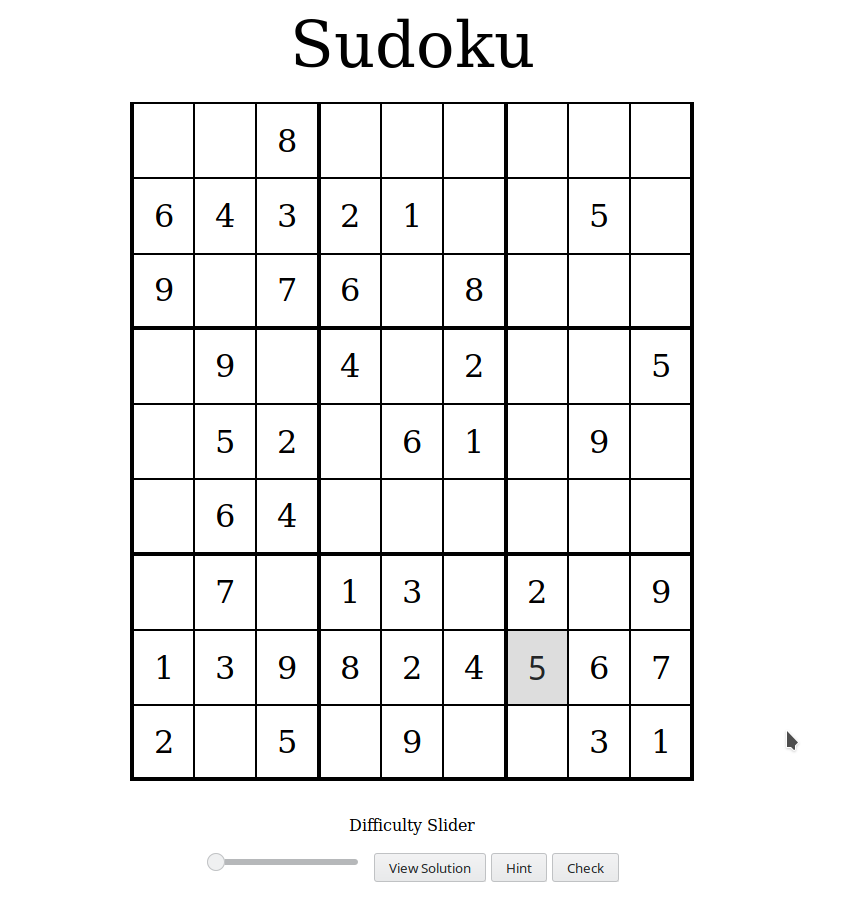 Sudoku
8
6 4 3 2 1 5
9 7 6 8
9 4 2 5
5 2 6 1 9
6 4
7 1 3 2 9
1 3 9 8 2 4 5 6 7
2 5 9 3 1
Difficulty Slider
View Solution Hint Check